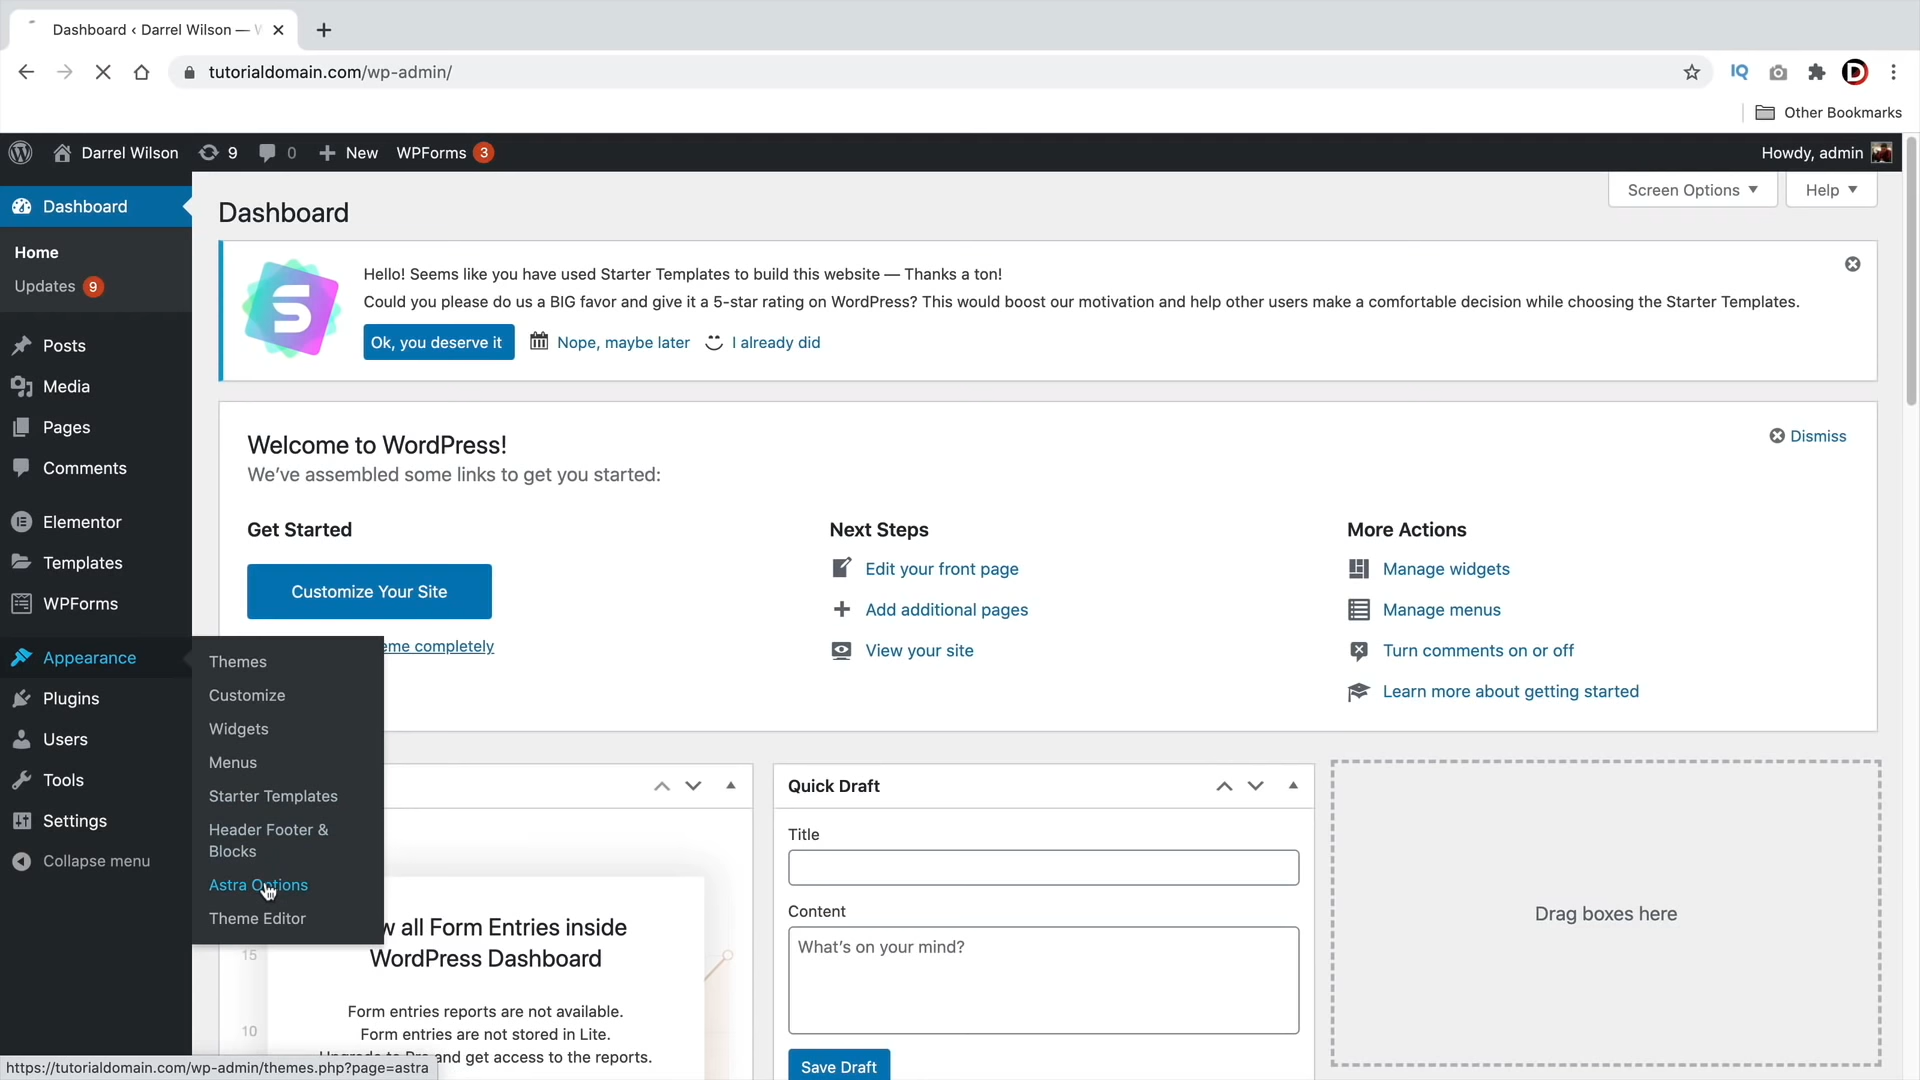 Dashboard ‹ Darrel Wilson —
tutorialdomain.com/wp-admin/
IQ
D
Other Bookmarks
Darrel Wilson 9 0 New WPForms 3
Howdy, admin
Screen Options
Help
Dashboard
Home
Updates 9
Posts
Media
Pages
Comments
Elementor
Templates
WPForms
Appearance
Plugins
Users
Tools
Settings
Collapse menu
Themes
Customize
Widgets
Menus
Starter Templates
Header Footer &
Blocks
Astra Options
Theme Editor
Dashboard
S
Hello! Seems like you have used Starter Templates to build this website — Thanks a ton!
Could you please do us a BIG favor and give it a 5-star rating on WordPress? This would boost our motivation and help other users make a comfortable decision while choosing the Starter Templates.
Ok, you deserve it
Nope, maybe later
I already did
Welcome to WordPress!
Dismiss
We've assembled some links to get you started:
Get Started
Customize Your Site
completely
Next Steps
Edit your front page
Add additional pages
View your site
More Actions
Manage widgets
Manage menus
Turn comments on or off
Learn more about getting started
all Form Entries inside
WordPress Dashboard
15
10
Form entries reports are not available.
Form entries are not stored in Lite.
and get access to the reports.
Quick Draft
Title
Content
What's on your mind?
Save Draft
Drag boxes here
https://tutorialdomain.com/wp-admin/themes.php?page=astra